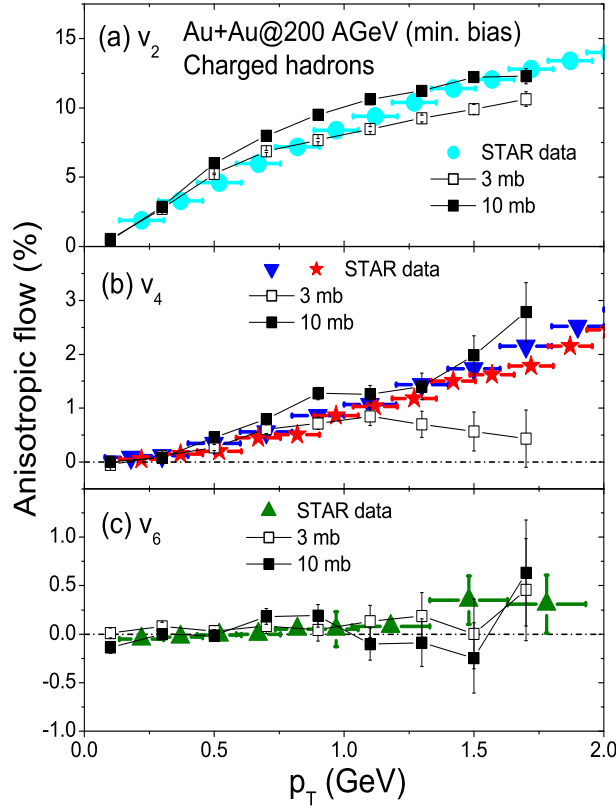 (a) v2 Au+Au@200 AGeV (min. bias)
Charged hadrons
15
10
5
0
STAR data
3 mb
10 mb
Anisotropic flow (%)
(b) v4
STAR data
3 mb
10 mb
3
2
1
0
(c) v6
STAR data
3 mb
10 mb
1.0
0.5
0.0
-0.5
-1.0
0.0 0.5 1.0 1.5 2.0
pT (GeV)